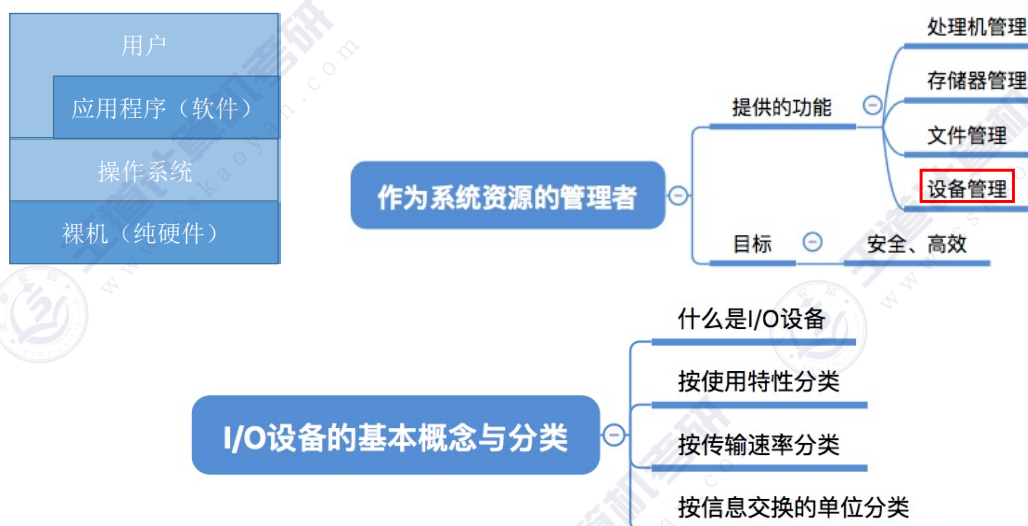 用户
应用程序（软件）
操作系统
裸机（纯硬件）
作为系统资源的管理者
提供的功能
处理机管理
存储器管理
文件管理
设备管理
目标
安全、高效
I/O设备的基本概念与分类
什么是I/O设备
按使用特性分类
按传输速率分类
按信息交换的单位分类